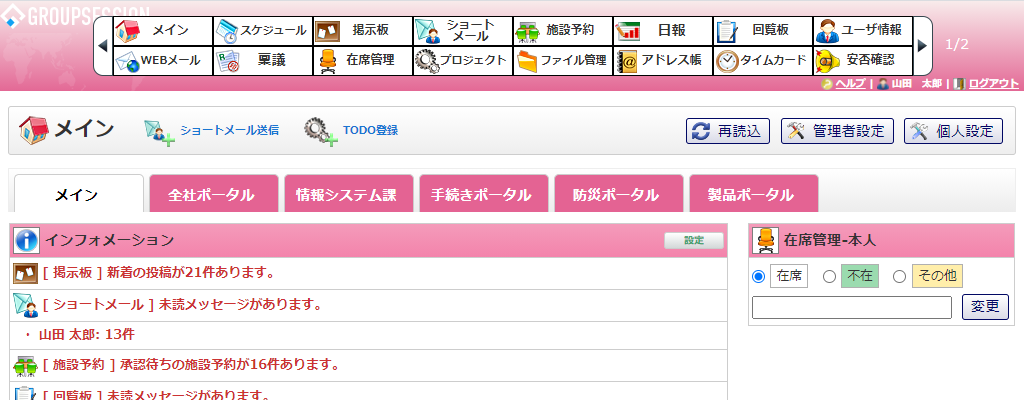 GROUPSESSION
メイン スケジュール 掲示板 ショートメール 施設予約 日報 回覧板 ユーザ情報 1/2
WEBメール 稟議 在席管理 プロジェクト ファイル管理 アドレス帳 タイムカード 安否確認
ヘルプ | 山田 太郎 | ログアウト
メイン ショートメール送信 TODO登録 再読込 管理者設定 個人設定
メイン 全社ポータル 情報システム課 手続きポータル 防災ポータル 製品ポータル
インフォメーション 設定
[ 掲示板 ] 新着の投稿が21件あります。
[ ショートメール ] 未読メッセージがあります。
・ 山田 太郎: 13件
[ 施設予約 ] 承認待ちの施設予約が16件あります。
[ 回覧板 ] 未読メッセージがあります。
在席管理-本人
在席 不在 その他
変更